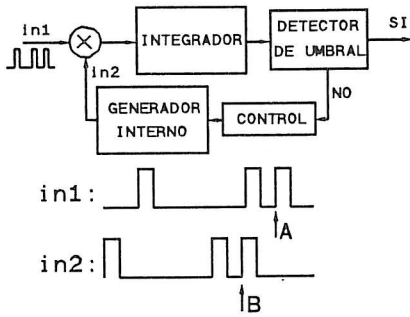 in1
in2
INTEGRADOR
DETECTOR
DE UMBRAL
SI
NO
GENERADOR
INTERNO
CONTROL
in1:
A
in2:
B